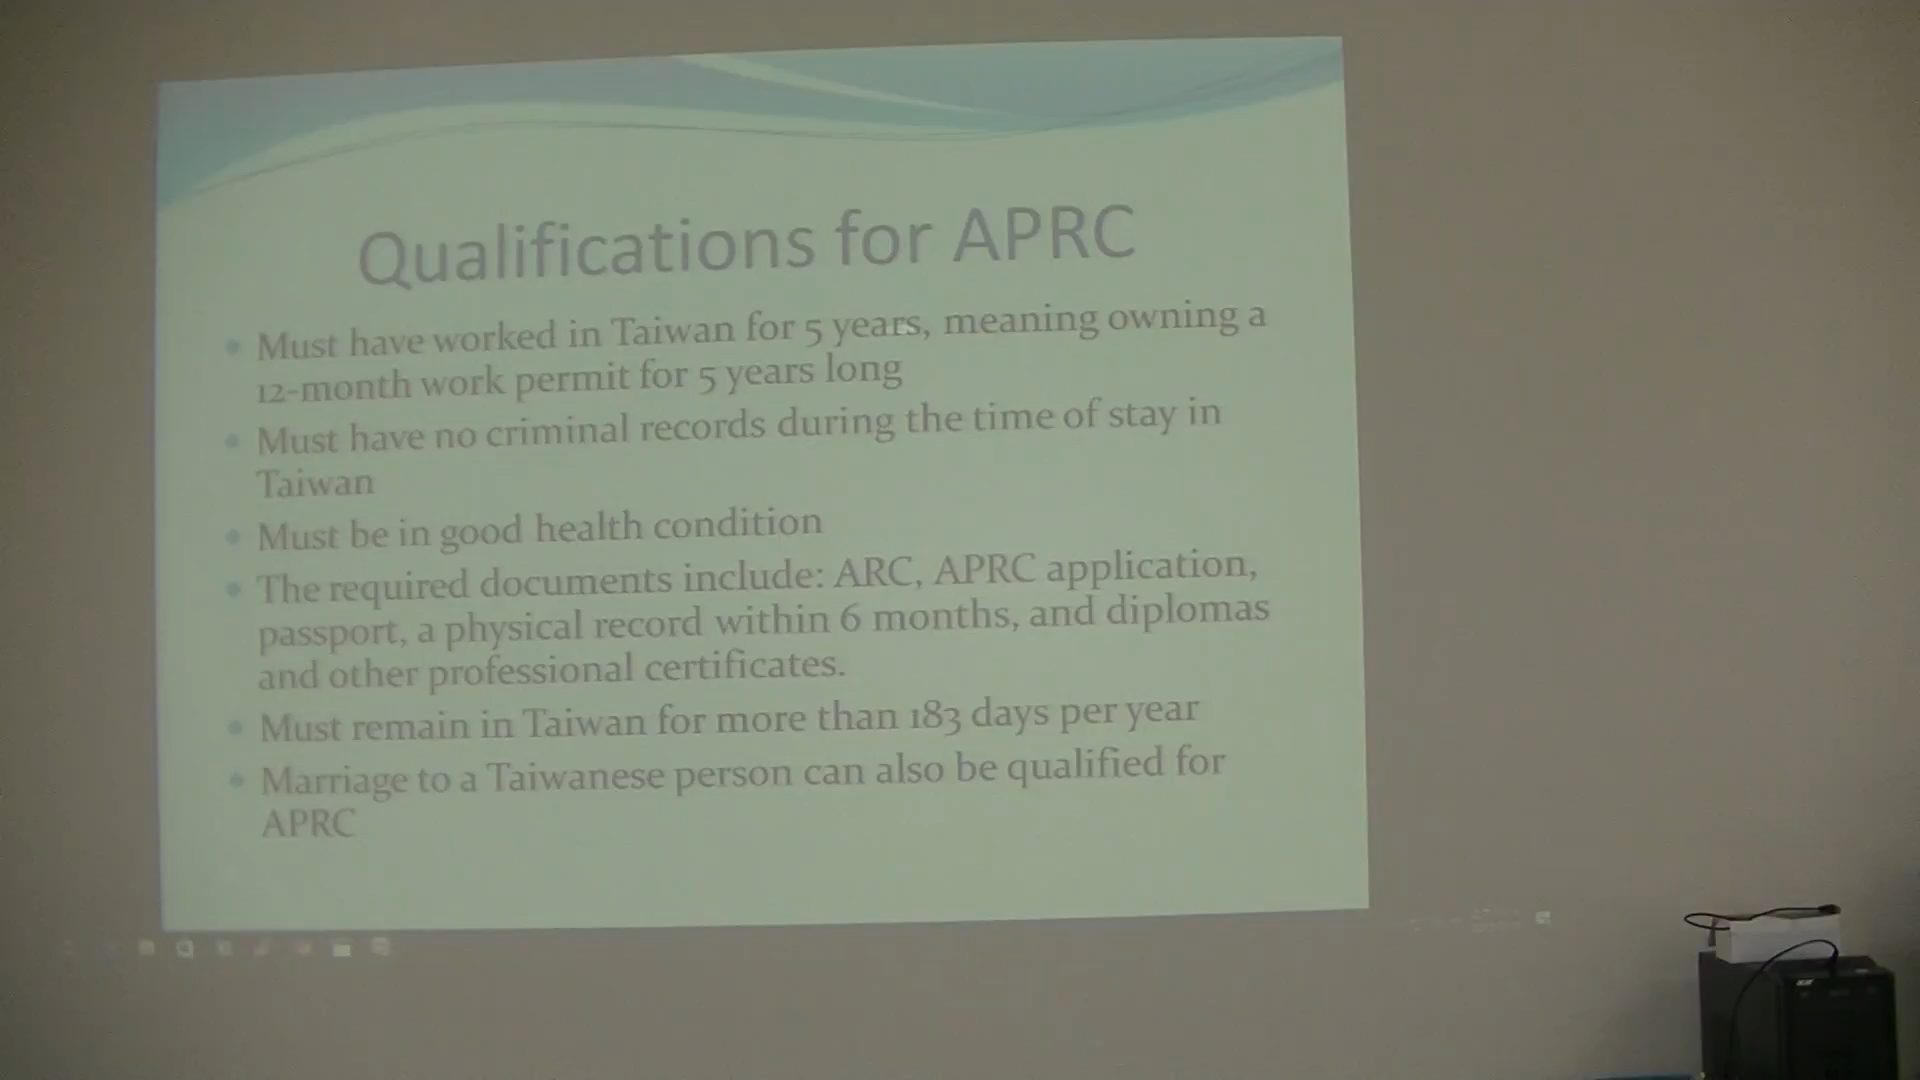 Qualifications for APRC
Must have worked in Taiwan for 5 years, meaning owning a
12-month work permit for 5 years long
Must have no criminal records during the time of stay in
Taiwan
Must be in good health condition
The required documents include: ARC, APRC application,
passport, a physical record within 6 months, and diplomas
and other professional certificates.
Must remain in Taiwan for more than 183 days per year
Marriage to a Taiwanese person can also be qualified for
APRC
acer